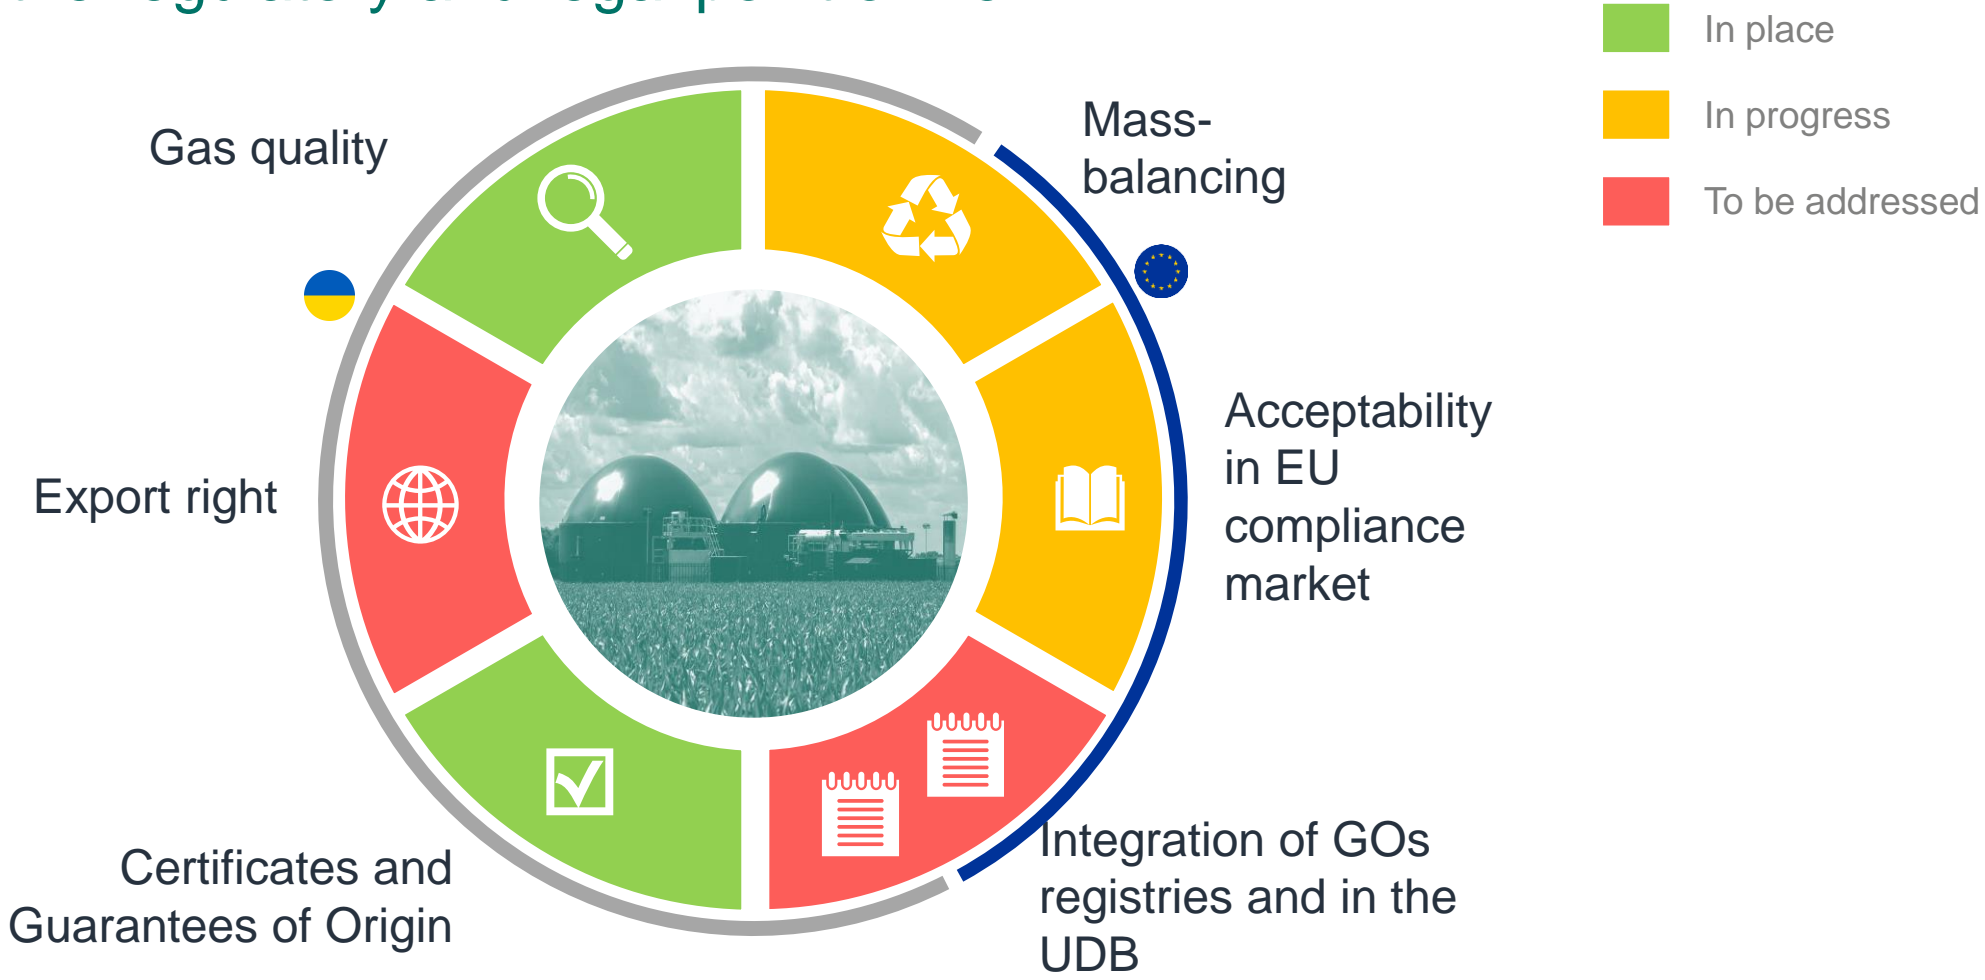 In place
In progress
To be addressed
Gas quality
Mass-
balancing
Export right
Acceptability
in EU
compliance
market
Certificates and
Guarantees of Origin
Integration of GOs
registries and in the
UDB